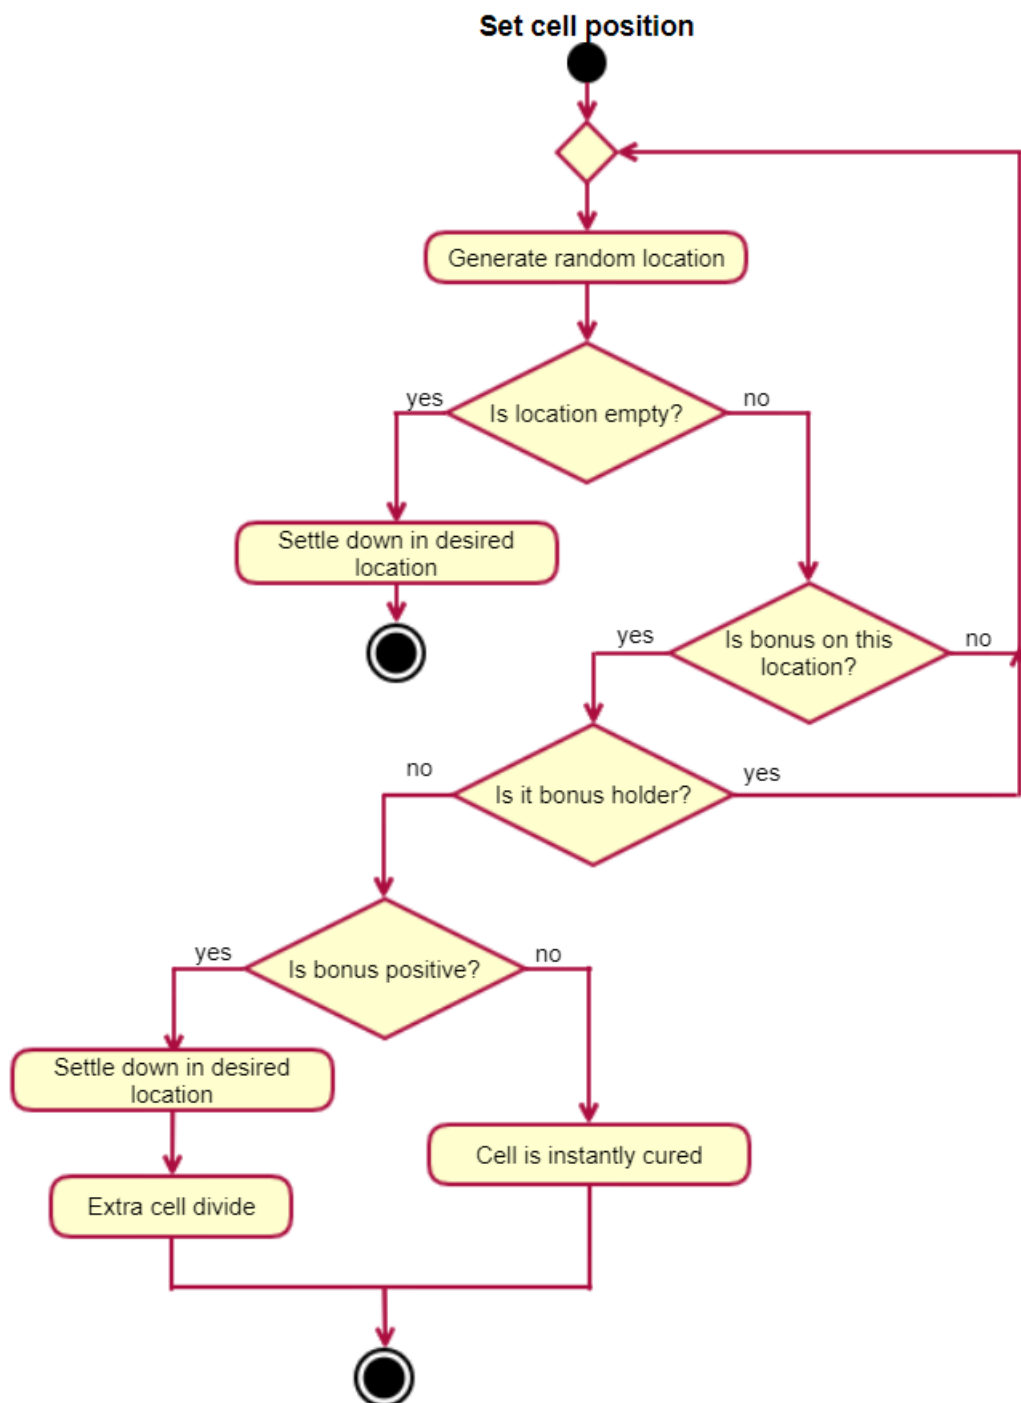 Set cell position
Generate random location
yes
Is location empty?
no
Settle down in desired
location
yes
Is bonus on this
location?
no
no
Is it bonus holder?
yes
yes
Is bonus positive?
no
Settle down in desired
location
Cell is instantly cured
Extra cell divide